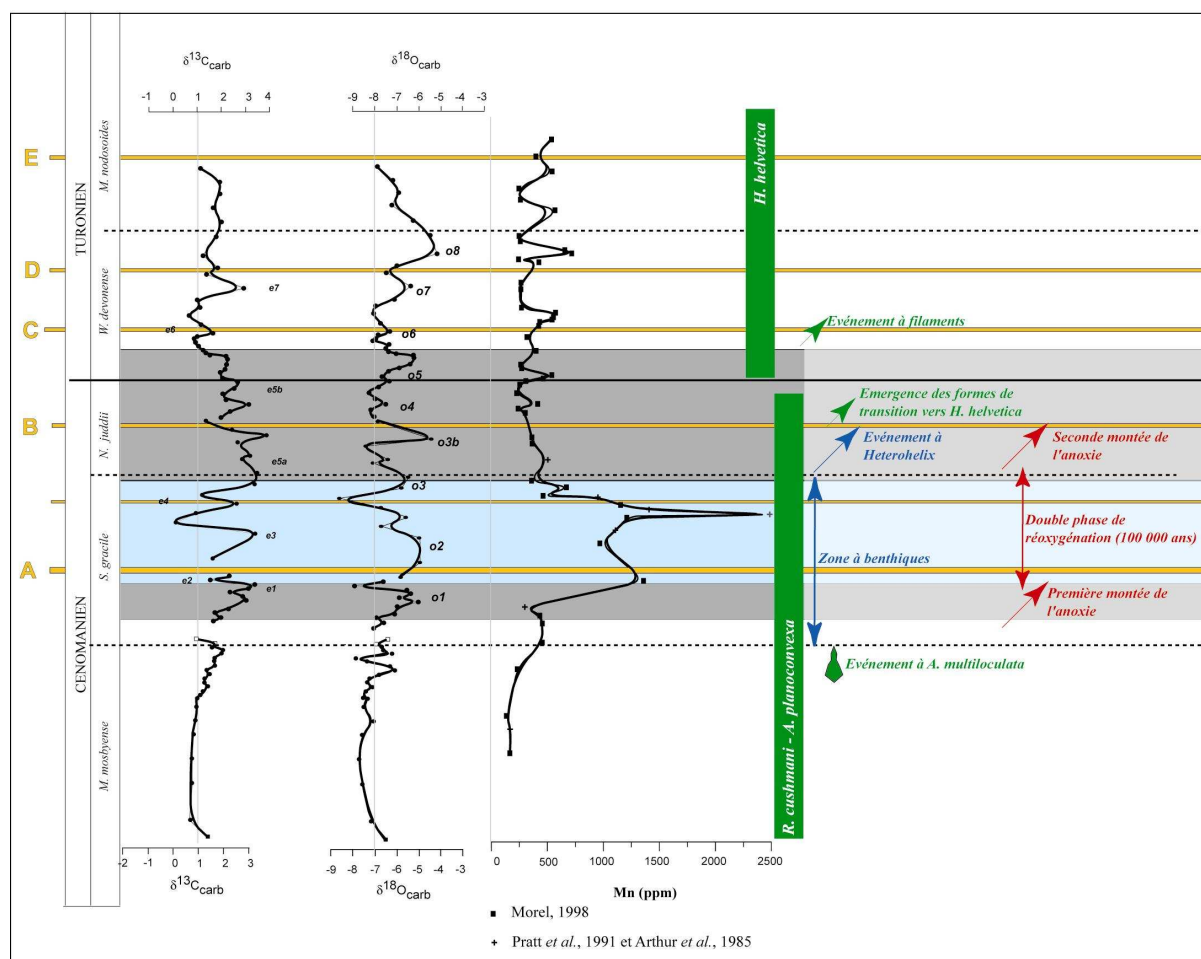 δ13Ccarb
δ18Ocarb
-1 0 1 2 3 4
-9 -8 -7 -6 -5 -4 -3
E
D
C
B
A
TURONIEN
CENOMANIEN
M. nodosoides
W. devonense
N. juddii
S. gracile
M. mosbyense
e7
e6
e5b
e5a
e4
e3
e2
e1
o8
o7
o6
o5
o4
o3b
o3
o2
o1
H. helvetica
R. cushmani - A. planoconvexa
Evénement à filaments
Emergence des formes de
transition vers H. helvetica
Evénement à
Heterohelix
Seconde montée de
l'anoxie
Double phase de
réoxygénation (100 000 ans)
Zone à benthiques
Première montée de
l'anoxie
Evénement à A. multiloculata
-2 -1 0 1 2 3
δ13Ccarb
-9 -8 -7 -6 -5 -4 -3
δ18Ocarb
0 500 1000 1500 2000 2500
Mn (ppm)
Morel, 1998
Pratt et al., 1991 et Arthur et al., 1985